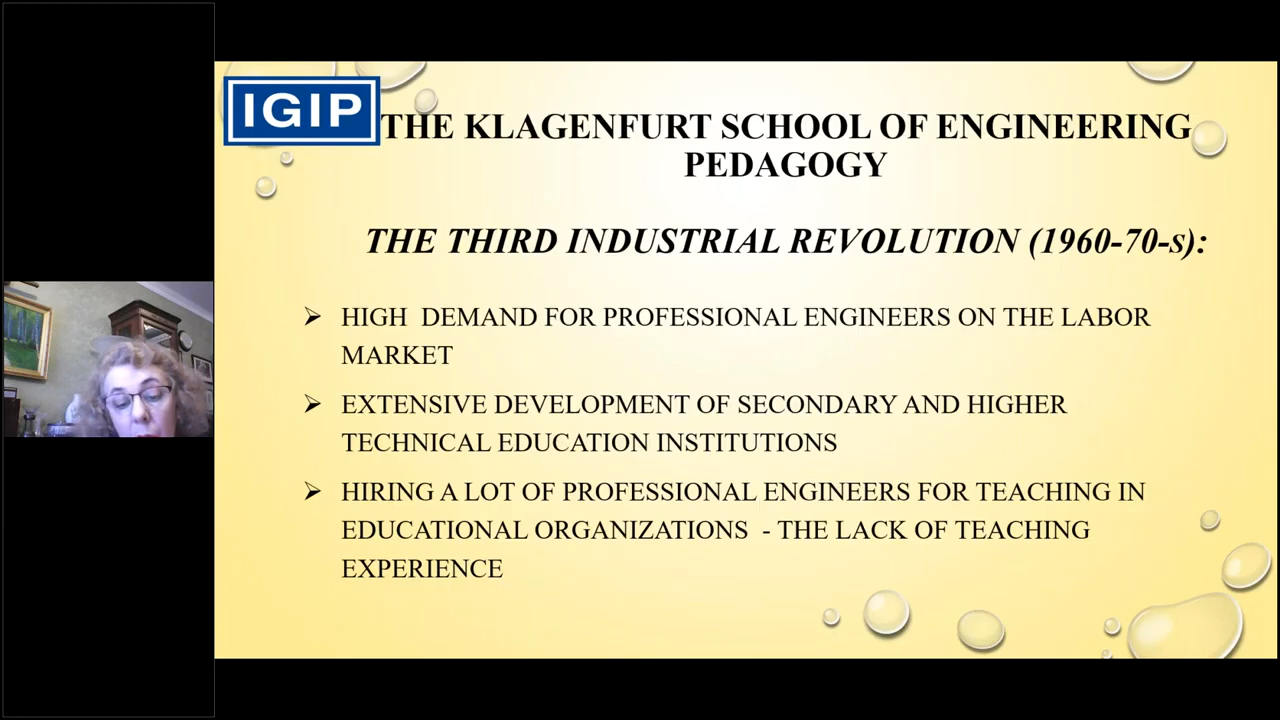 IGIP
THE KLAGENFURT SCHOOL OF ENGINEERING
PEDAGOGY
THE THIRD INDUSTRIAL REVOLUTION (1960-70-s):
➢ HIGH DEMAND FOR PROFESSIONAL ENGINEERS ON THE LABOR
MARKET
➢ EXTENSIVE DEVELOPMENT OF SECONDARY AND HIGHER
TECHNICAL EDUCATION INSTITUTIONS
➢ HIRING A LOT OF PROFESSIONAL ENGINEERS FOR TEACHING IN
EDUCATIONAL ORGANIZATIONS - THE LACK OF TEACHING
EXPERIENCE